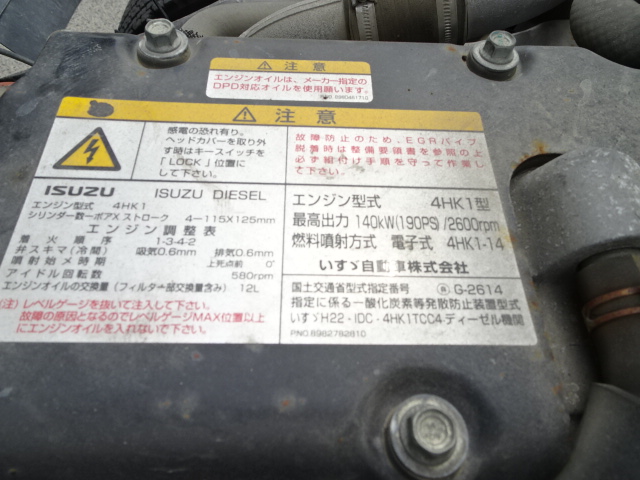 注意
エンジンオイルは、メーカー指定の
DPD対応オイルを使用願います。
注意
感電の恐れ有り。
ヘッドカバーを取り外
す時はキースイッチを
「LOCK」位置に
して下さい。
故障防止のため、EGRパイプ
脱着時は整備要領書を参照の上
必ず組付け手順を守って作業し
て下さい。
ISUZU ISUZU DIESEL
エンジン型式 4HK1
シリンダー数ーボアXストローク 4-115X125mm
エンジン調整表
着火順序 1-3-4-2
弁スキマ(冷間) 吸気0.6mm 排気0.6mm
噴射始め時期 上死点前 0°
アイドル回転数 580rpm
エンジンオイルの交換量(フィルター部交換量含み) 12L
(注)レベルゲージを抜いて注入して下さい。
故障の原因となるのでレベルゲージMAX位置以上
にエンジンオイルを入れないで下さい。
エンジン型式 4HK1型
最高出力 140kW(190PS)/2600rpm
燃料噴射方式 電子式 4HK1-14
いすゞ自動車株式会社
国土交通省型式指定番号 ⓐG-2614
指定に係る一酸化炭素等発散防止装置型式
いすゞH22-IDC-4HK1TCC4-ディーゼル機関
P.NO.8982782810